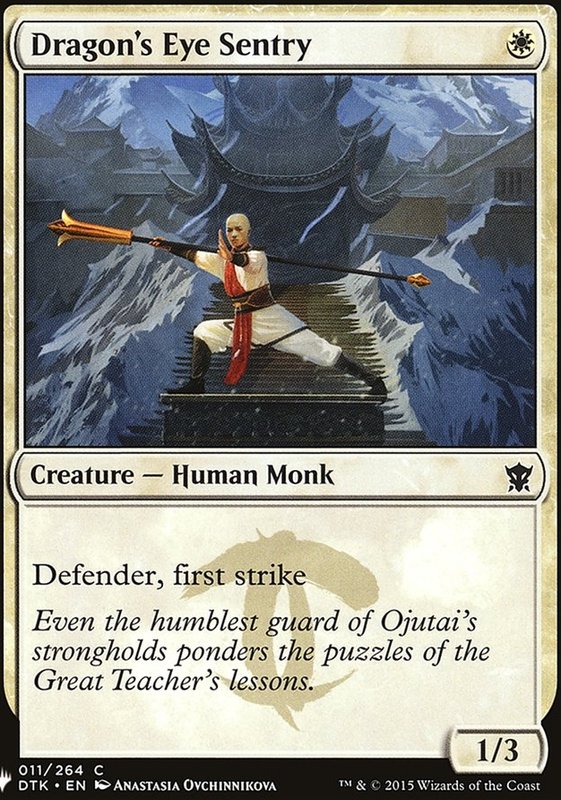 Dragon's Eye Sentry
Creature — Human Monk
Defender, first strike
Even the humblest guard of Ojutai's
strongholds ponders the puzzles of the
Great Teacher's lessons.
1/3
011/264 C
DTK • EN Anastasia Ovchinnikova
™ & © 2015 Wizards of the Coast